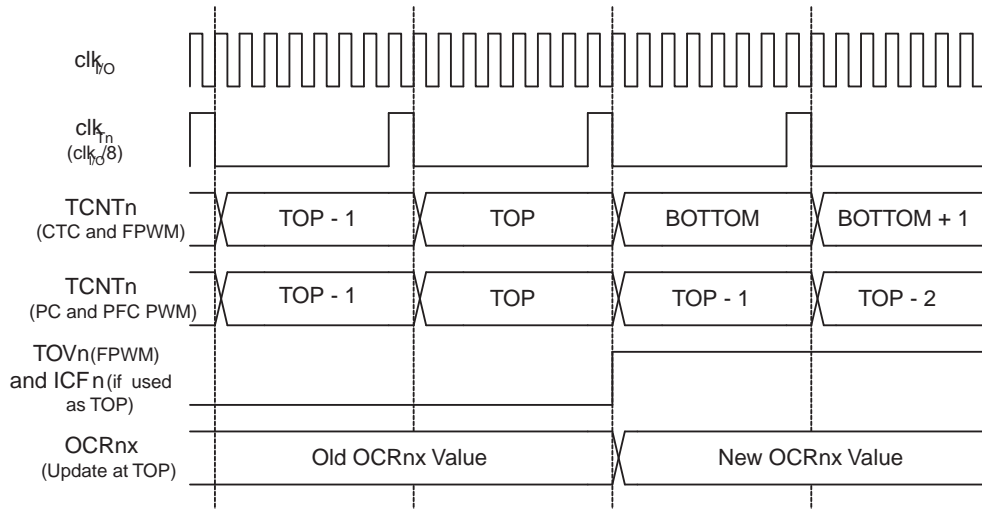 clkI/O
clkTn
(clkI/O/8)
TCNTn
(CTC and FPWM)
TOP - 1
TOP
BOTTOM
BOTTOM + 1
TCNTn
(PC and PFC PWM)
TOP - 1
TOP
TOP - 1
TOP - 2
TOVn(FPWM)
and ICFn(if used
as TOP)
OCRnx
(Update at TOP)
Old OCRnx Value
New OCRnx Value